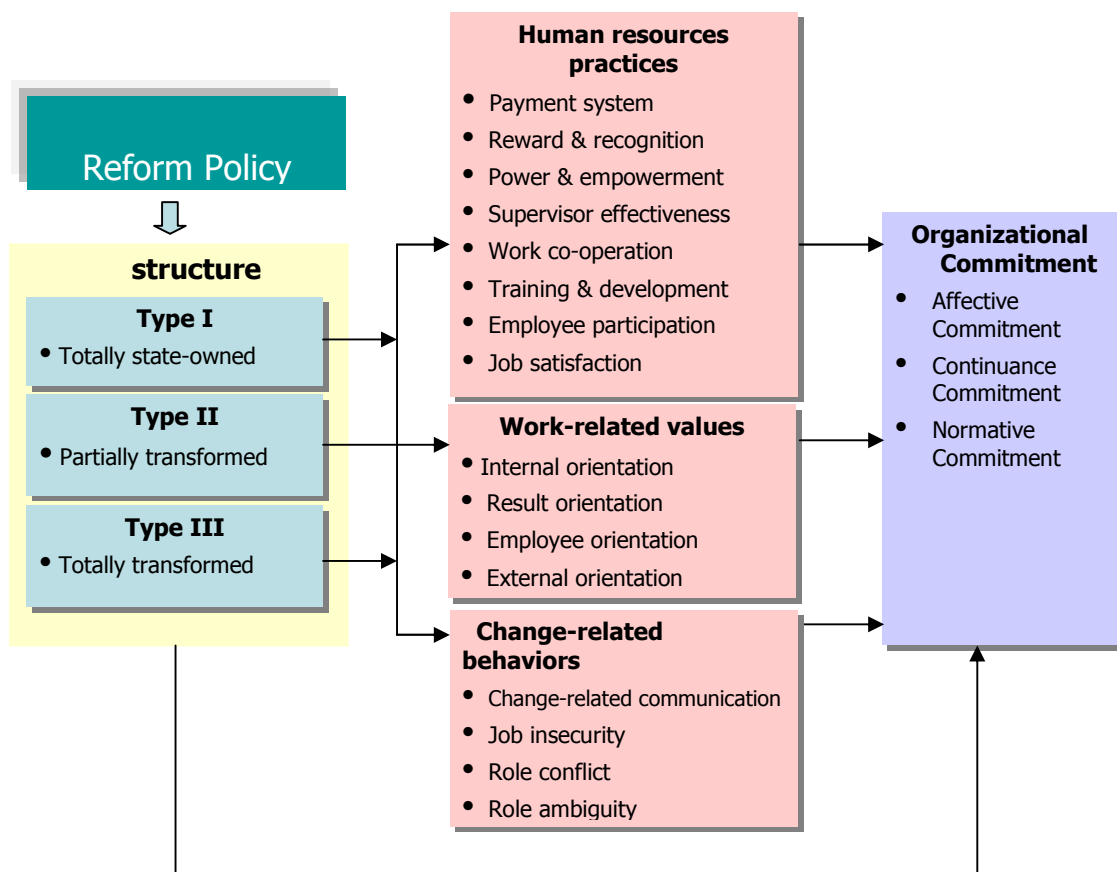 Reform Policy
structure
Type I
• Totally state-owned
Type II
• Partially transformed
Type III
• Totally transformed
Human resources
practices
• Payment system
• Reward & recognition
• Power & empowerment
• Supervisor effectiveness
• Work co-operation
• Training & development
• Employee participation
• Job satisfaction
Work-related values
• Internal orientation
• Result orientation
• Employee orientation
• External orientation
Change-related
behaviors
• Change-related communication
• Job insecurity
• Role conflict
• Role ambiguity
Organizational
Commitment
• Affective
Commitment
• Continuance
Commitment
• Normative
Commitment